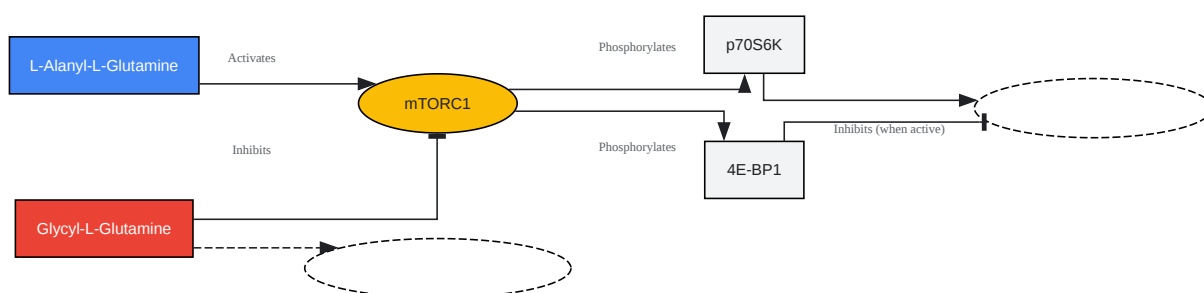 p70S6K
Phosphorylates
Activates
L-Alanyl-L-Glutamine
mTORC1
Inhibits (when active)
Phosphorylates
Inhibits
4E-BP1
Glycyl-L-Glutamine